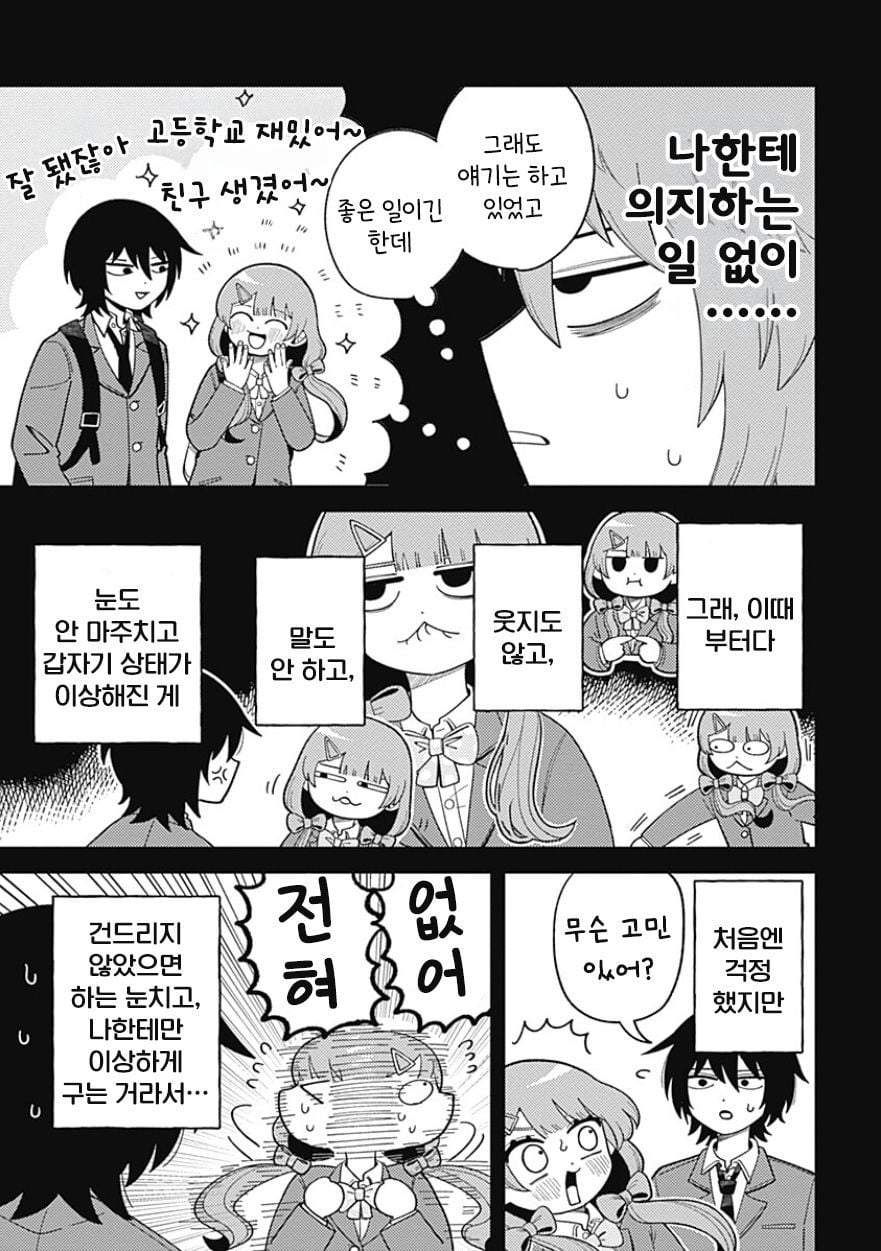 나한테
의지하는
일 없이
……
그래도
얘기는 하고
있었고
좋은 일이긴
한데
고등학교 재밌어~
친구 생겼어~
잘 됐잖아
그래, 이때
부터다
웃지도
않고,
말도
안 하고,
눈도
안 마주치고
갑자기 상태가
이상해진 게
처음엔
걱정
했지만
무슨 고민
있어?
없어
전혀
건드리지
않았으면
하는 눈치고,
나한테만
이상하게
구는 거라서…